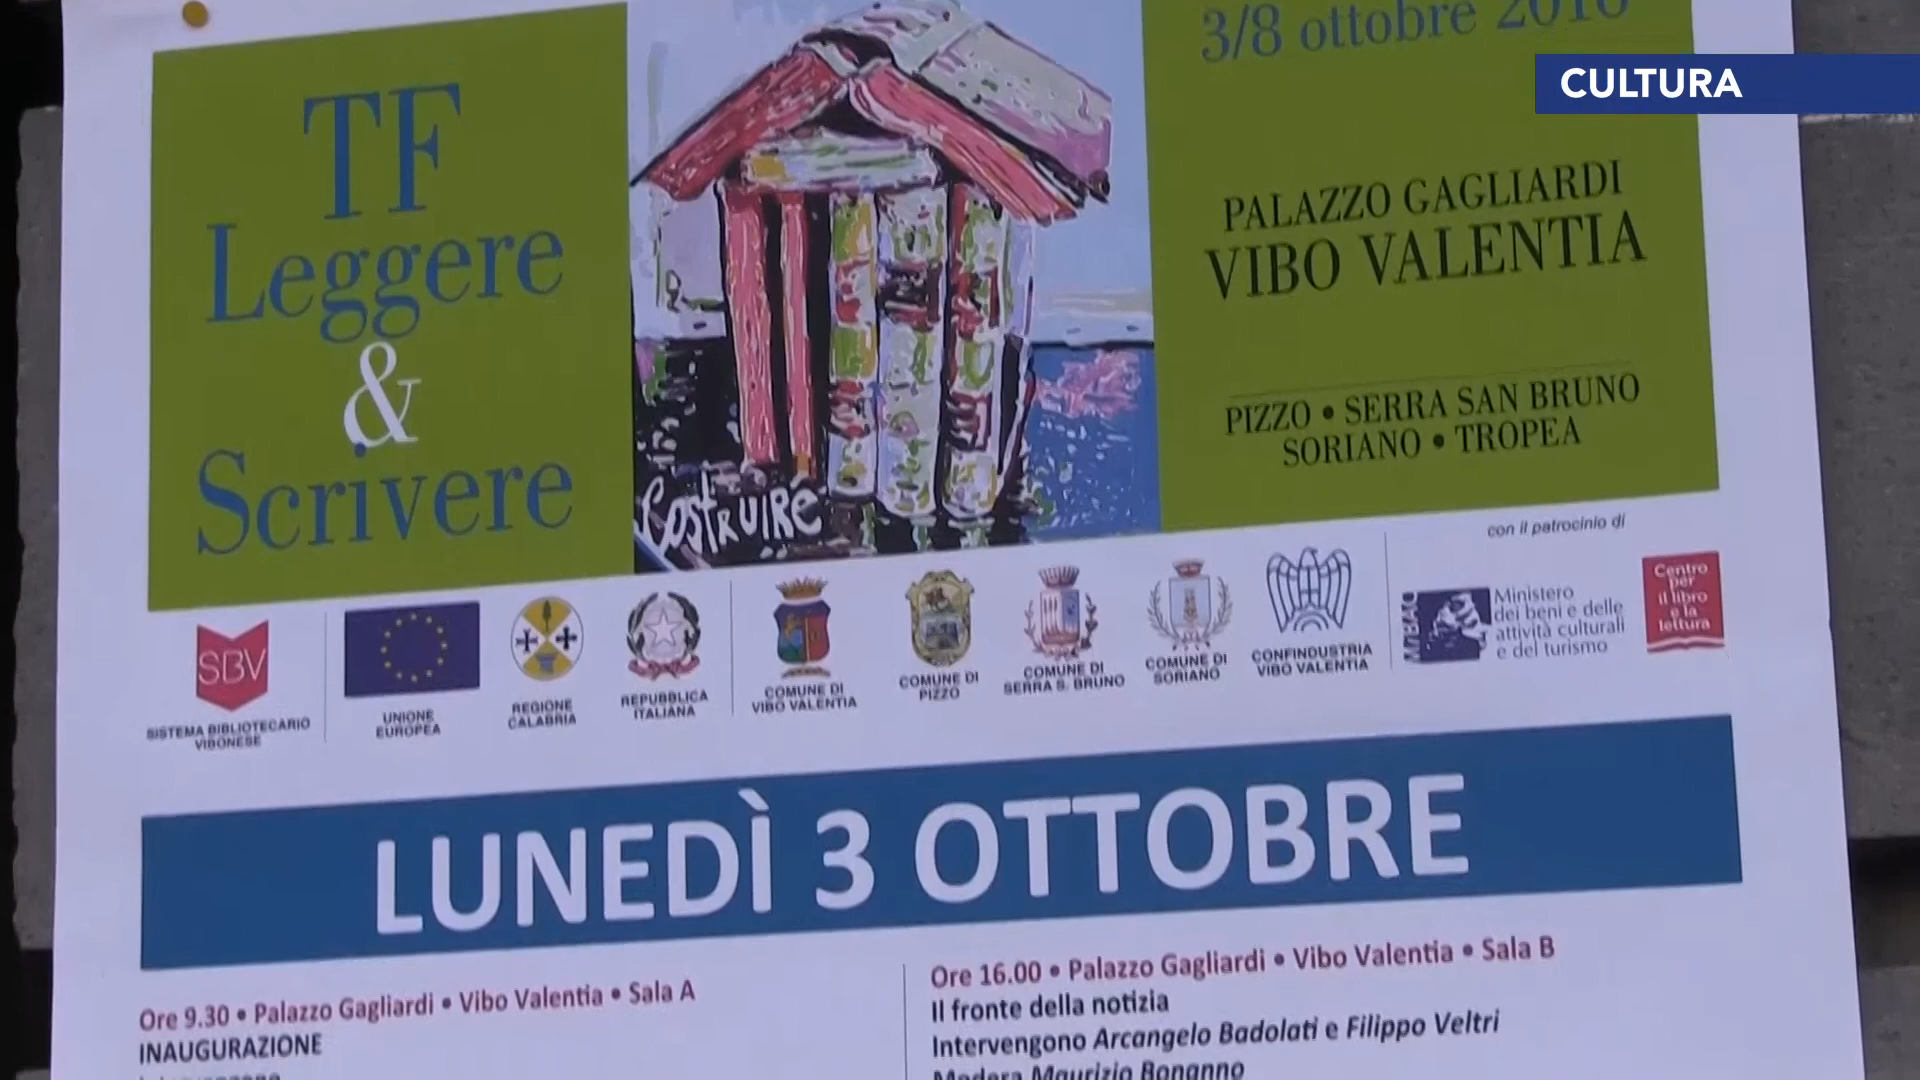 3/8 ottobre 2016
CULTURA
TF
Leggere
&
Scrivere
Costruire
PALAZZO GAGLIARDI
VIBO VALENTIA
PIZZO • SERRA SAN BRUNO
SORIANO • TROPEA
con il patrocinio di
SBV
SISTEMA BIBLIOTECARIO
VIBONESE
UNIONE
EUROPEA
REGIONE
CALABRIA
REPUBBLICA
ITALIANA
COMUNE DI
VIBO VALENTIA
COMUNE DI
PIZZO
COMUNE DI
SERRA S. BRUNO
COMUNE DI
SORIANO
CONFINDUSTRIA
VIBO VALENTIA
MiBACT
Ministero
dei beni e delle
attività culturali
e del turismo
Centro
per
il libro
e la
lettura
LUNEDÌ 3 OTTOBRE
Ore 9.30 • Palazzo Gagliardi • Vibo Valentia • Sala A
INAUGURAZIONE
Ore 16.00 • Palazzo Gagliardi • Vibo Valentia • Sala B
Il fronte della notizia
Intervengono Arcangelo Badolati e Filippo Veltri
Modera Maurizio Bonanno